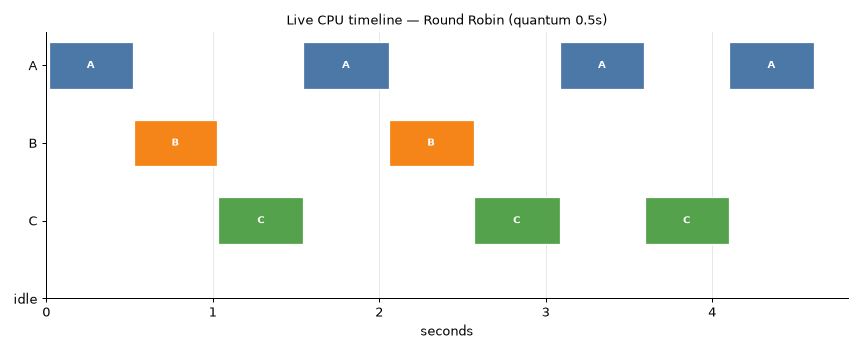 Live CPU timeline — Round Robin (quantum 0.5s)
A A A A A
B B B
C C C C
idle
0 1 2 3 4
seconds